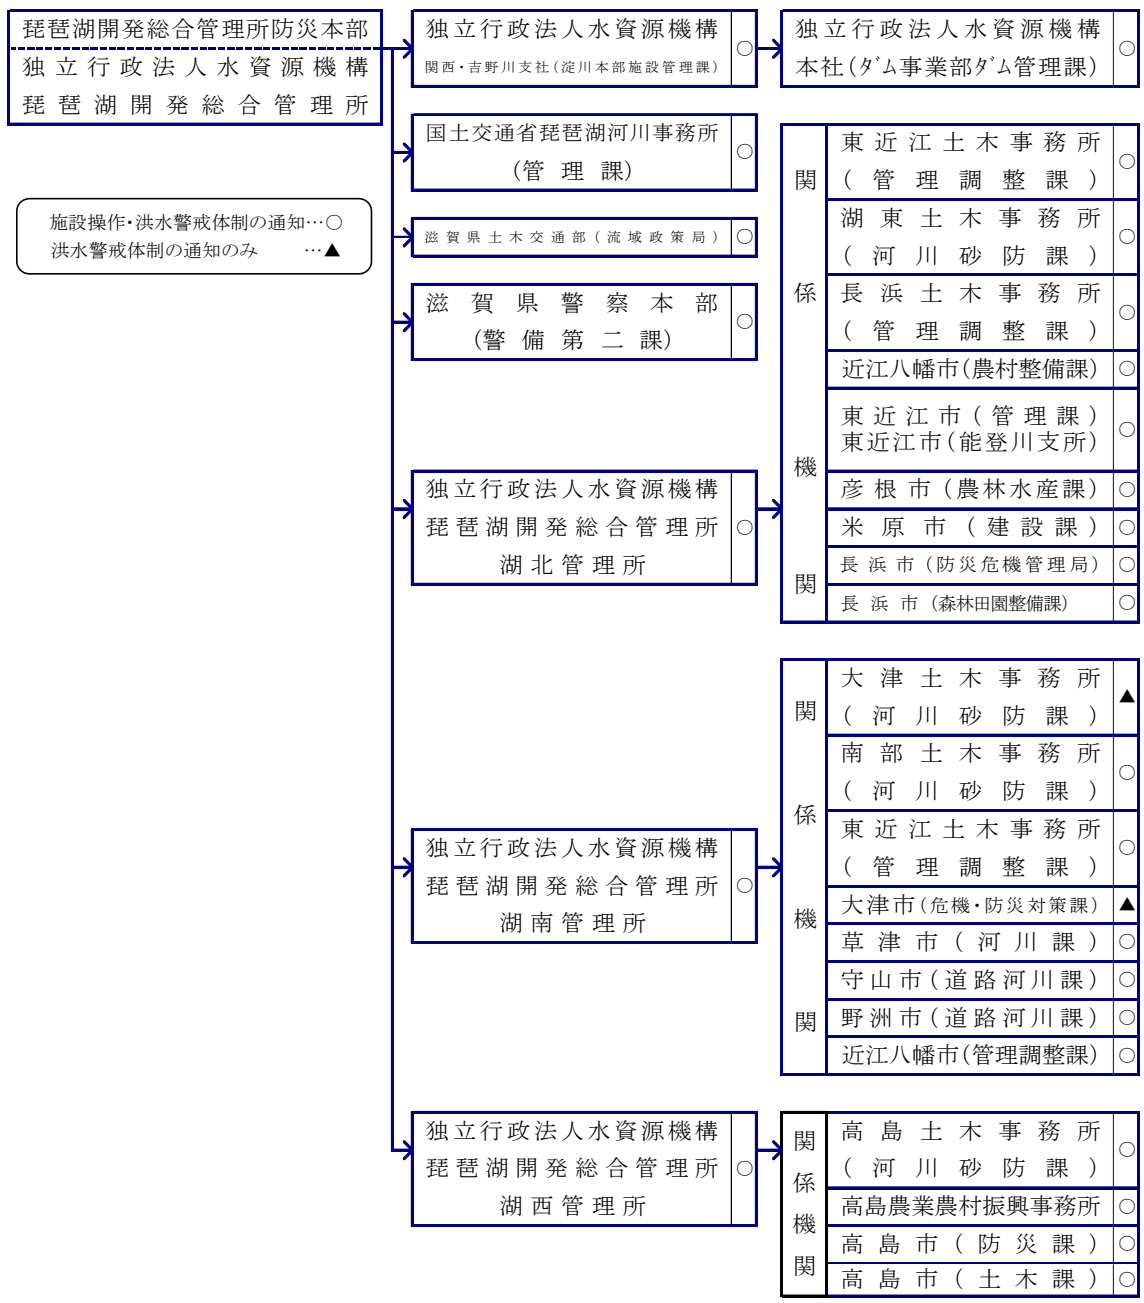 琵琶湖開発総合管理所防災本部
独立行政法人水資源機構
琵琶湖開発総合管理所
施設操作・洪水警戒体制の通知…○
洪水警戒体制の通知のみ …▲
独立行政法人水資源機構
関西・吉野川支社(淀川本部施設管理課)
○
独立行政法人水資源機構
本社(ダム事業部ダム管理課)
○
国土交通省琵琶湖河川事務所
(管理課)
○
滋賀県土木交通部(流域政策局)
○
滋賀県警察本部
(警備第二課)
○
独立行政法人水資源機構
琵琶湖開発総合管理所
湖北管理所
○
関係機関
東近江土木事務所
(管理調整課)
○
湖東土木事務所
(河川砂防課)
○
長浜土木事務所
(管理調整課)
○
近江八幡市(農村整備課)
○
東近江市(管理課)
東近江市(能登川支所)
○
彦根市(農林水産課)
○
米原市(建設課)
○
長浜市(防災危機管理局)
○
長浜市(森林田園整備課)
○
独立行政法人水資源機構
琵琶湖開発総合管理所
湖南管理所
○
関係機関
大津土木事務所
(河川砂防課)
▲
南部土木事務所
(河川砂防課)
○
東近江土木事務所
(管理調整課)
○
大津市(危機・防災対策課)
▲
草津市(河川課)
○
守山市(道路河川課)
○
野洲市(道路河川課)
○
近江八幡市(管理調整課)
○
独立行政法人水資源機構
琵琶湖開発総合管理所
湖西管理所
○
関係機関
高島土木事務所
(河川砂防課)
○
高島農業農村振興事務所
○
高島市(防災課)
○
高島市(土木課)
○